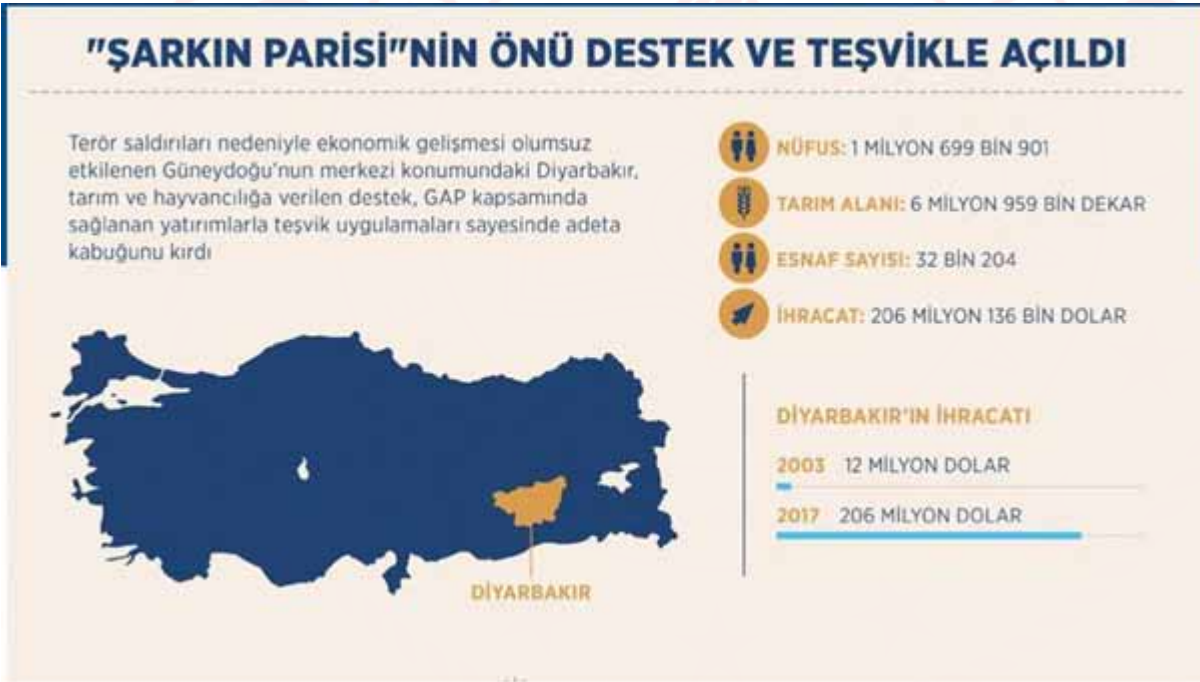 "ŞARKIN PARİSİ"NİN ÖNÜ DESTEK VE TEŞVİKLE AÇILDI
Terör saldırıları nedeniyle ekonomik gelişmesi olumsuz
etkilenen Güneydoğu'nun merkezi konumundaki Diyarbakır,
tarım ve hayvancılığa verilen destek, GAP kapsamında
sağlanan yatırımlarla teşvik uygulamaları sayesinde adeta
kabuğunu kırdı
NÜFUS: 1 MİLYON 699 BİN 901
TARIM ALANI: 6 MİLYON 959 BİN DEKAR
ESNAF SAYISI: 32 BİN 204
İHRACAT: 206 MİLYON 136 BİN DOLAR
DİYARBAKIR'IN İHRACATI
2003 12 MİLYON DOLAR
2017 206 MİLYON DOLAR
DİYARBAKIR